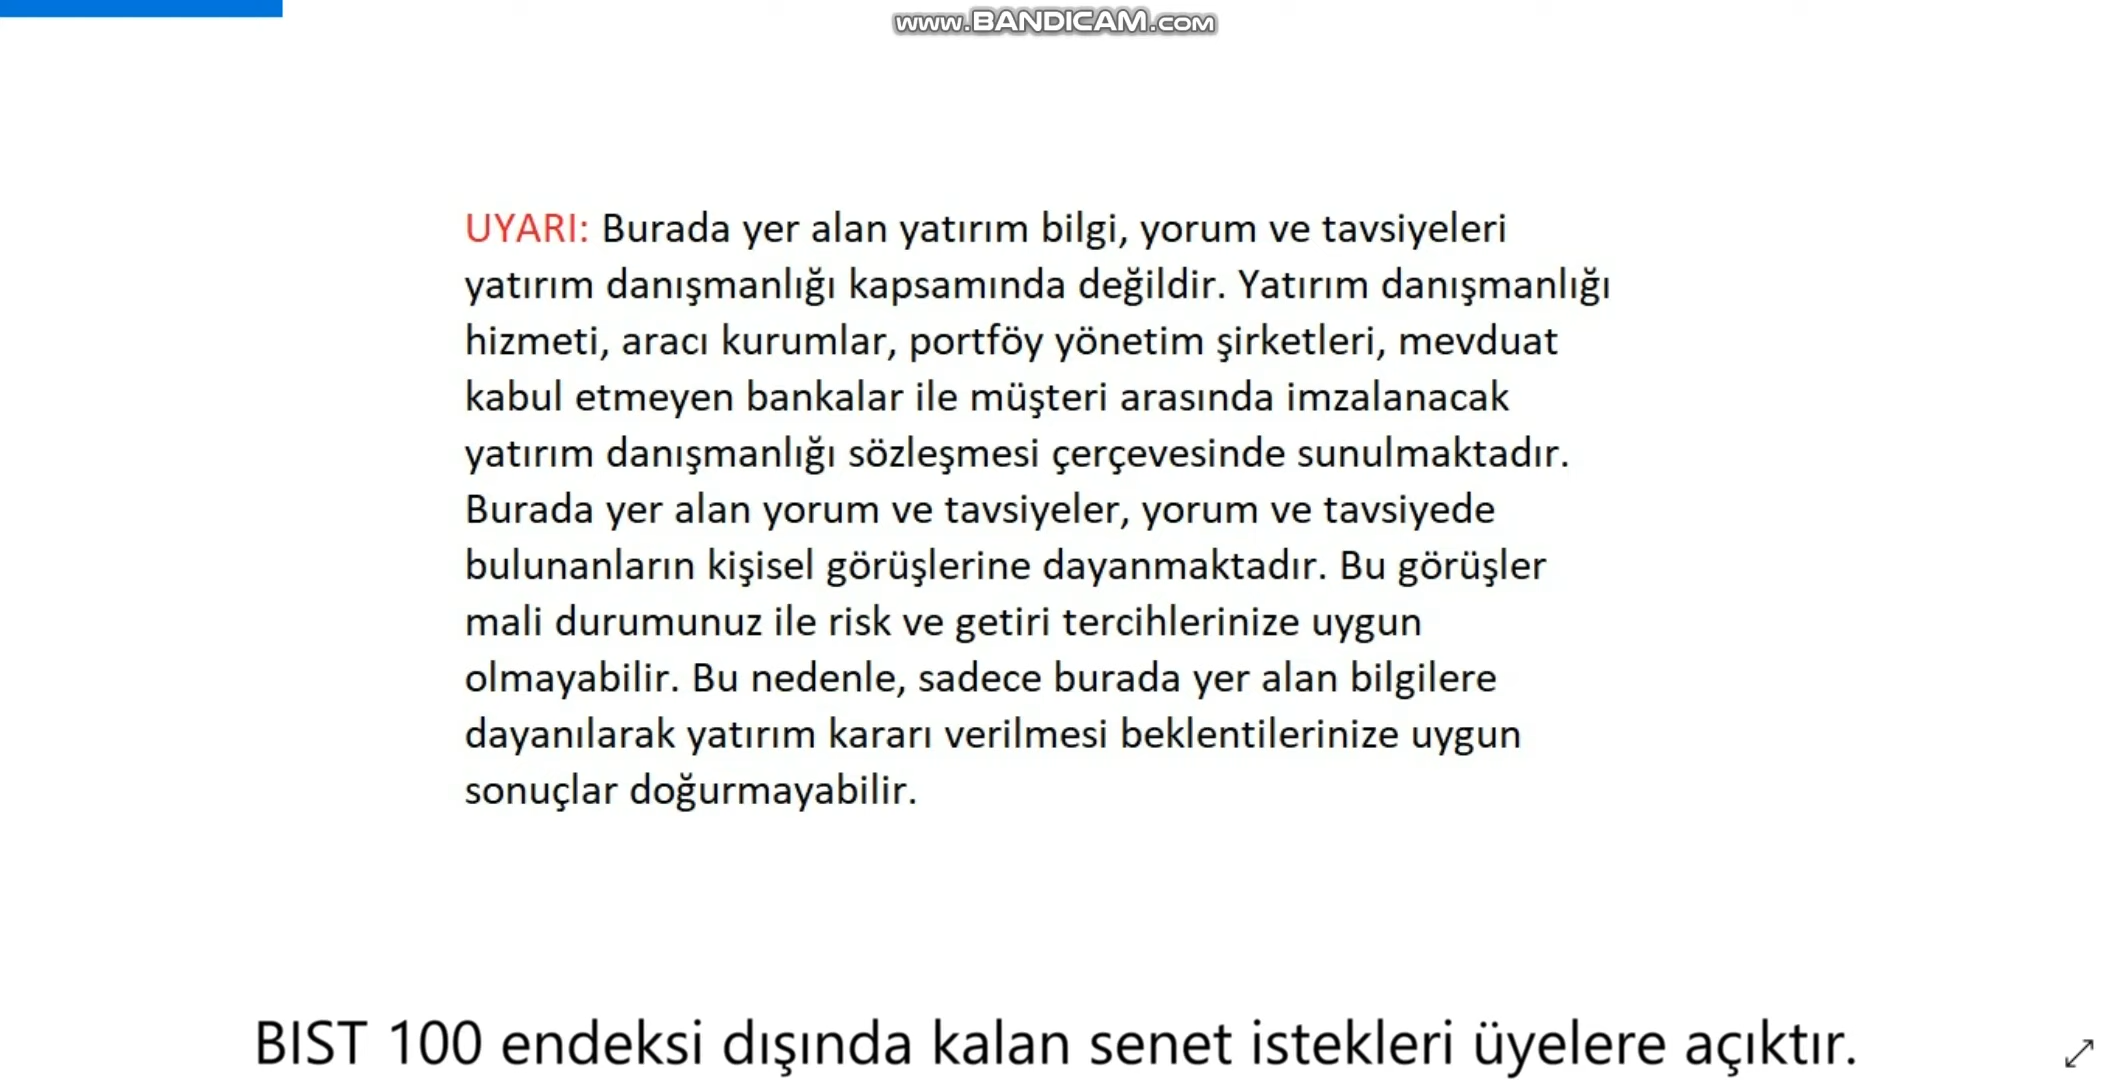 www.BANDICAM.com
UYARI: Burada yer alan yatırım bilgi, yorum ve tavsiyeleri
yatırım danışmanlığı kapsamında değildir. Yatırım danışmanlığı
hizmeti, aracı kurumlar, portföy yönetim şirketleri, mevduat
kabul etmeyen bankalar ile müşteri arasında imzalanacak
yatırım danışmanlığı sözleşmesi çerçevesinde sunulmaktadır.
Burada yer alan yorum ve tavsiyeler, yorum ve tavsiyede
bulunanların kişisel görüşlerine dayanmaktadır. Bu görüşler
mali durumunuz ile risk ve getiri tercihlerinize uygun
olmayabilir. Bu nedenle, sadece burada yer alan bilgilere
dayanılarak yatırım kararı verilmesi beklentilerinize uygun
sonuçlar doğurmayabilir.
BIST 100 endeksi dışında kalan senet istekleri üyelere açıktır.